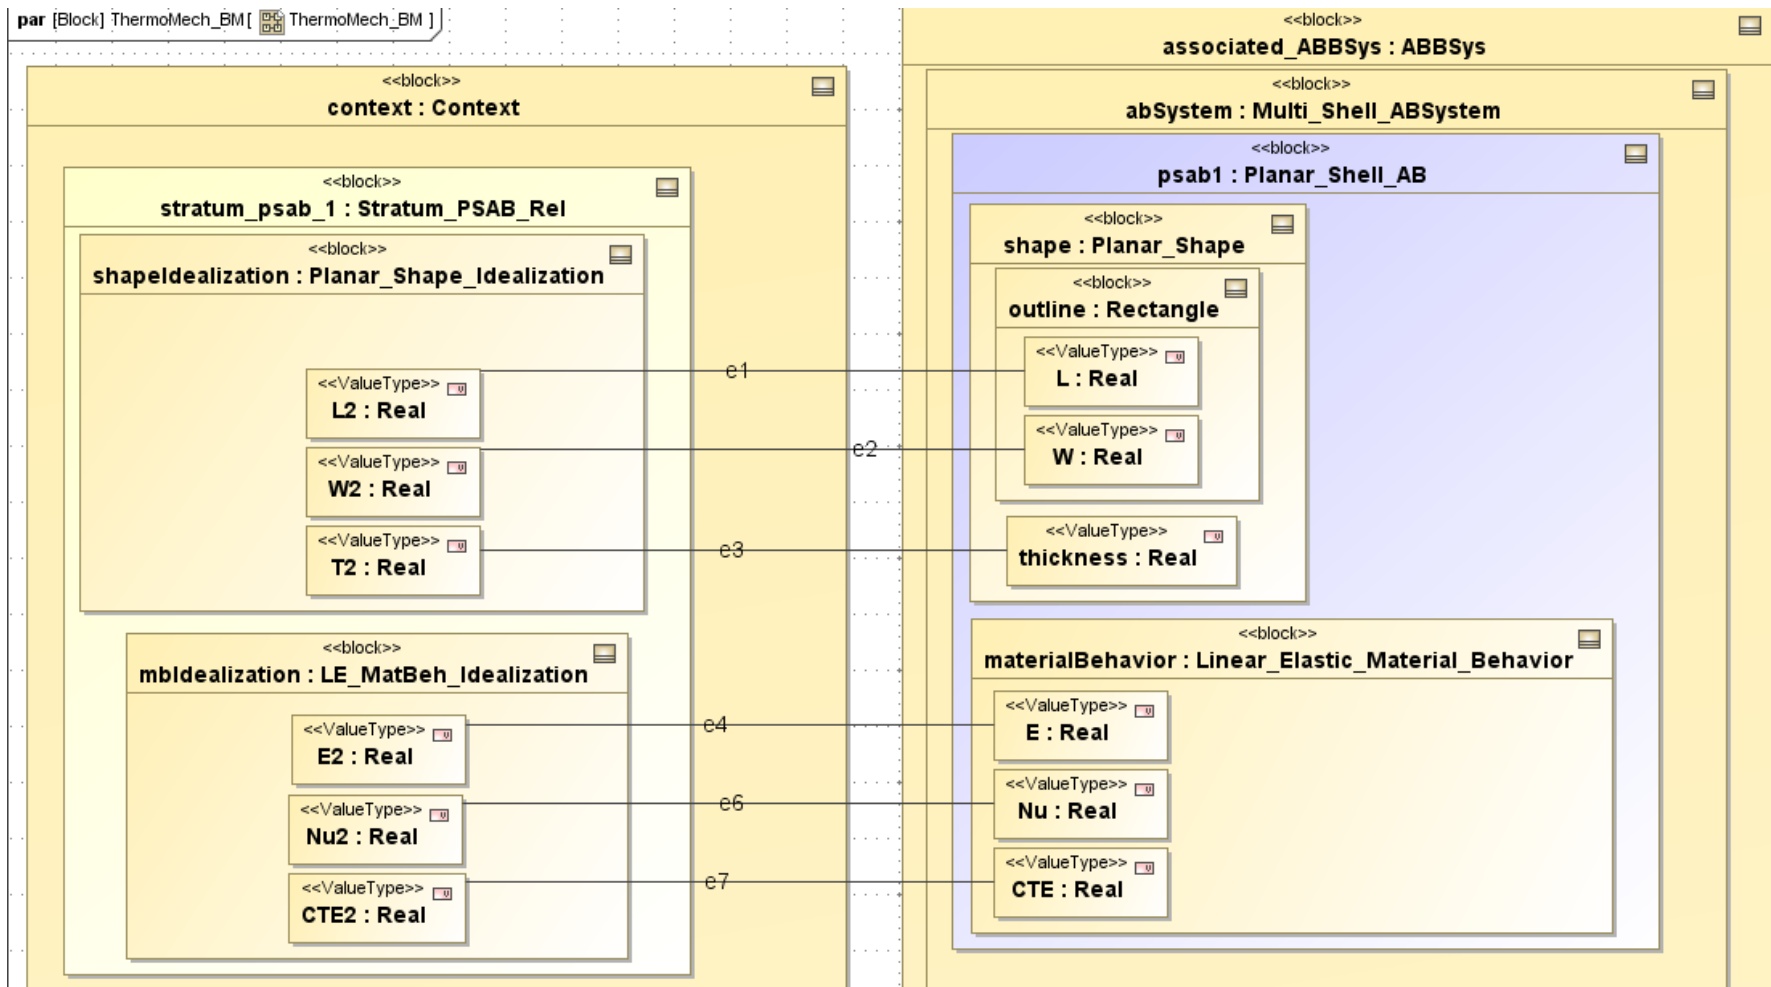 par [Block] ThermoMech_BM [ ThermoMech_BM ]
<<block>>
context : Context
<<block>>
stratum_psab_1 : Stratum_PSAB_Rel
<<block>>
shapeIdealization : Planar_Shape_Idealization
<<ValueType>>
L2 : Real
<<ValueType>>
W2 : Real
<<ValueType>>
T2 : Real
<<block>>
mbIdealization : LE_MatBeh_Idealization
<<ValueType>>
E2 : Real
<<ValueType>>
Nu2 : Real
<<ValueType>>
CTE2 : Real
e1
e2
e3
e4
e6
e7
<<block>>
associated_ABBSys : ABBSys
<<block>>
abSystem : Multi_Shell_ABSystem
<<block>>
psab1 : Planar_Shell_AB
<<block>>
shape : Planar_Shape
<<block>>
outline : Rectangle
<<ValueType>>
L : Real
<<ValueType>>
W : Real
<<ValueType>>
thickness : Real
<<block>>
materialBehavior : Linear_Elastic_Material_Behavior
<<ValueType>>
E : Real
<<ValueType>>
Nu : Real
<<ValueType>>
CTE : Real